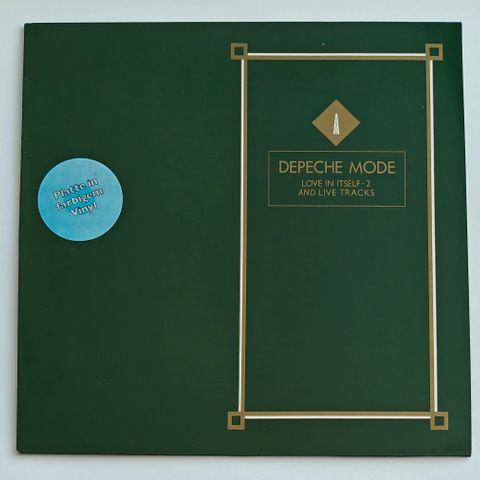 DEPECHE MODE
LOVE IN ITSELF·2
AND LIVE TRACKS
Platte in
farbigem
Vinyl